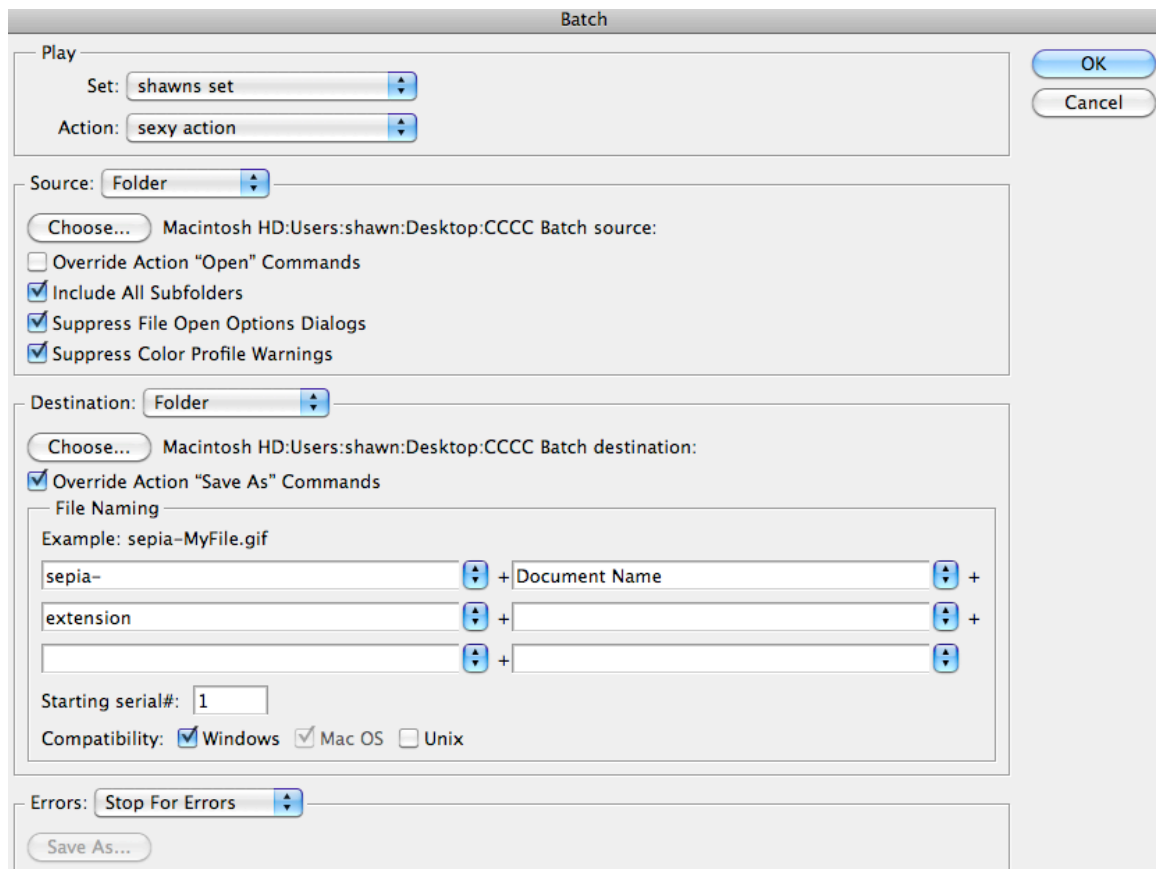 Batch
Play
Set: shawns set
Action: sexy action
OK
Cancel
Source: Folder
Choose... Macintosh HD:Users:shawn:Desktop:CCCC Batch source:
Override Action “Open” Commands
Include All Subfolders
Suppress File Open Options Dialogs
Suppress Color Profile Warnings
Destination: Folder
Choose... Macintosh HD:Users:shawn:Desktop:CCCC Batch destination:
Override Action “Save As” Commands
File Naming
Example: sepia-MyFile.gif
sepia- + Document Name +
extension + +
+
Starting serial#: 1
Compatibility: Windows Mac OS Unix
Errors: Stop For Errors
Save As...